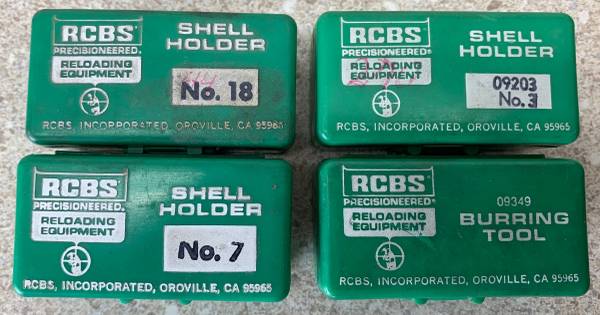 RCBS
PRECISIONEERED
RELOADING
EQUIPMENT
SHELL
HOLDER
No. 18
RCBS, INCORPORATED, OROVILLE, CA 95965
RCBS
PRECISIONEERED®
RELOADING
EQUIPMENT
SHELL
HOLDER
09203
No. 3
RCBS, INCORPORATED, OROVILLE, CA 95965
RCBS
PRECISIONEERED®
RELOADING
EQUIPMENT
SHELL
HOLDER
No. 7
RCBS, INCORPORATED, OROVILLE, CA 95965
RCBS
PRECISIONEERED®
RELOADING
EQUIPMENT
09349
BURRING
TOOL
RCBS, INCORPORATED, OROVILLE, CA 95965